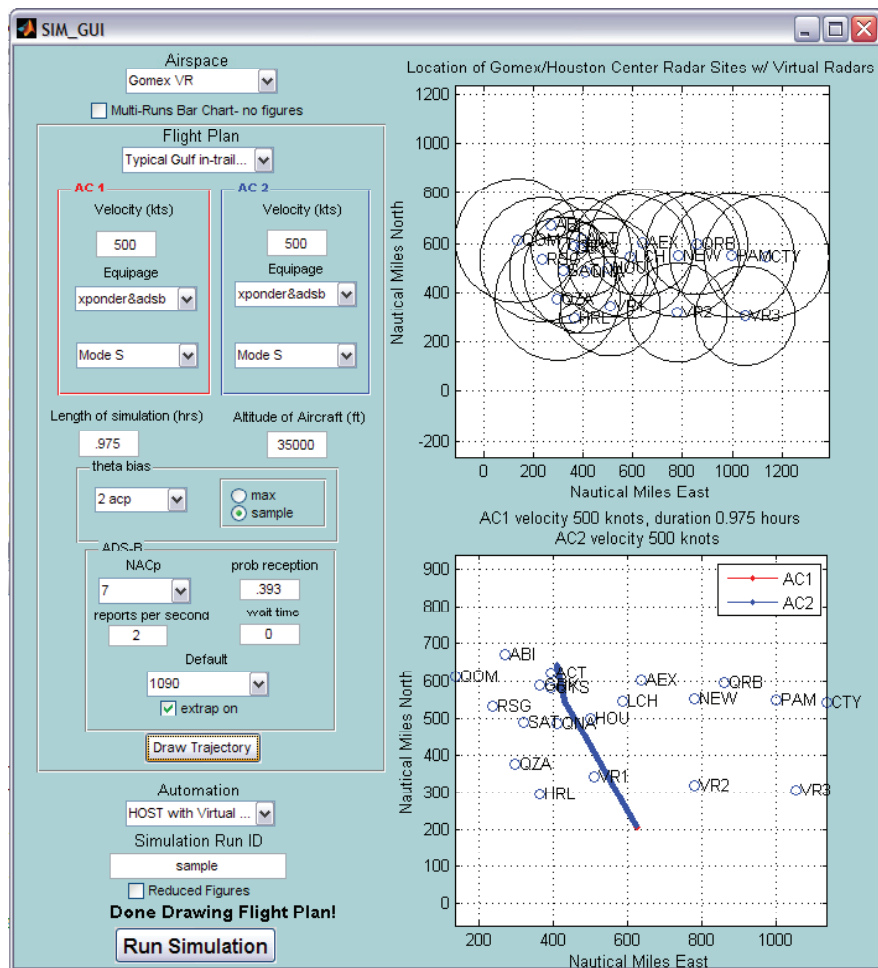 SIM_GUI
Airspace
Gomex VR
Multi-Runs Bar Chart- no figures
Flight Plan
Typical Gulf in-trail...
AC 1
Velocity (kts)
500
Equipage
xponder&adsb
Mode S
AC 2
Velocity (kts)
500
Equipage
xponder&adsb
Mode S
Length of simulation (hrs)
.975
Altitude of Aircraft (ft)
35000
theta bias
2 acp
max
sample
ADS-B
NACp
7
prob reception
.393
reports per second
2
wait time
0
Default
1090
extrap on
Draw Trajectory
Automation
HOST with Virtual ...
Simulation Run ID
sample
Reduced Figures
Done Drawing Flight Plan!
Run Simulation
Location of Gomex/Houston Center Radar Sites w/ Virtual Radars
Nautical Miles North
1200
1000
800
600
400
200
0
-200
ABI
QOM
ACT
AEX
QRB
RSG
LCH
NEW
PAM
CTY
HOU
QZA
VR1
HRL
VR2
VR3
0 200 400 600 800 1000 1200
Nautical Miles East
AC1 velocity 500 knots, duration 0.975 hours
AC2 velocity 500 knots
AC1
AC2
Nautical Miles North
900
800
700
600
500
400
300
200
100
0
ABI
QOM
ACT
AEX
QRB
RSG
LCH
NEW
PAM
CTY
SAT
QNA
HOU
QZA
VR1
HRL
VR2
VR3
200 400 600 800 1000
Nautical Miles East